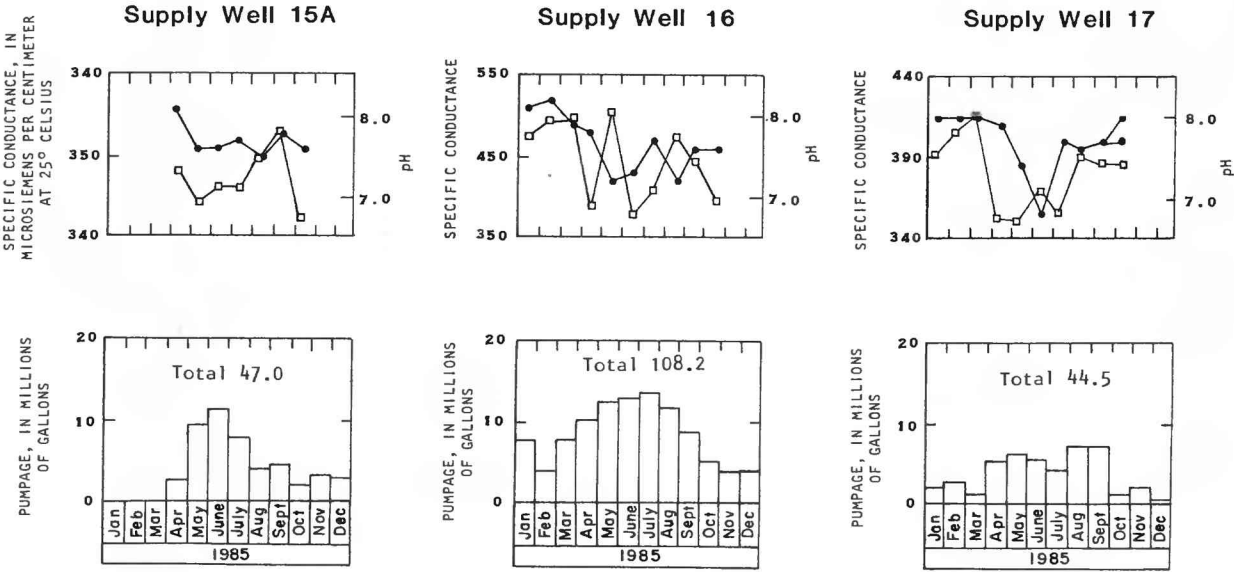 Supply Well 15A
SPECIFIC CONDUCTANCE, IN
MICROSIEMENS PER CENTIMETER
AT 25° CELSIUS
340
350
340
8.0
7.0
pH
Supply Well 16
SPECIFIC CONDUCTANCE
550
450
350
8.0
7.0
pH
Supply Well 17
SPECIFIC CONDUCTANCE
440
390
340
8.0
7.0
pH
PUMPAGE, IN MILLIONS
OF GALLONS
20
10
0
Total 47.0
Jan Feb Mar Apr May June July Aug Sept Oct Nov Dec
1985
PUMPAGE, IN MILLIONS
OF GALLONS
20
10
0
Total 108.2
Jan Feb Mar Apr May June July Aug Sept Oct Nov Dec
1985
PUMPAGE, IN MILLIONS
OF GALLONS
20
10
0
Total 44.5
Jan Feb Mar Apr May June July Aug Sept Oct Nov Dec
1985